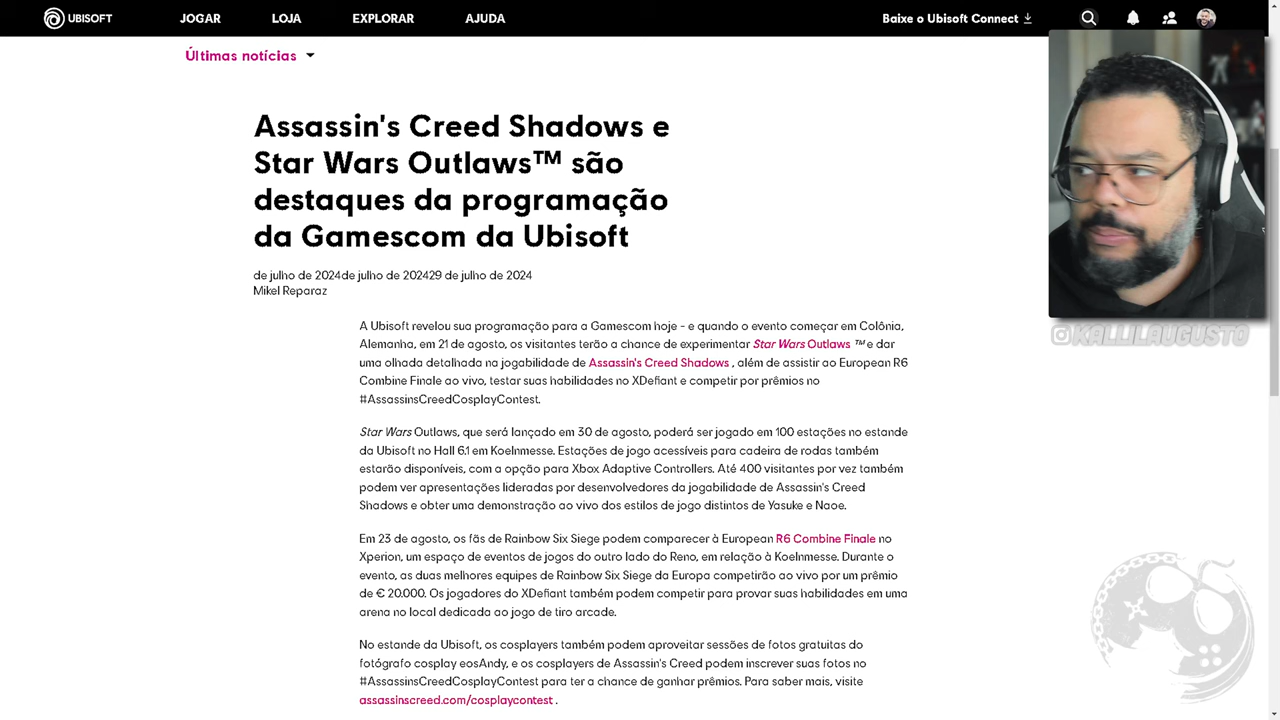 UBISOFT JOGAR LOJA EXPLORAR AJUDA Baixe o Ubisoft Connect
Últimas notícias
Assassin's Creed Shadows e
Star Wars Outlaws™ são
destaques da programação
da Gamescom da Ubisoft
de julho de 2024de julho de 202429 de julho de 2024
Mikel Reparaz
KALLILAUGUSTO
A Ubisoft revelou sua programação para a Gamescom hoje - e quando o evento começar em Colônia,
Alemanha, em 21 de agosto, os visitantes terão a chance de experimentar Star Wars Outlaws ™ e dar
uma olhada detalhada na jogabilidade de Assassin's Creed Shadows , além de assistir ao European R6
Combine Finale ao vivo, testar suas habilidades no XDefiant e competir por prêmios no
#AssassinsCreedCosplayContest.
Star Wars Outlaws, que será lançado em 30 de agosto, poderá ser jogado em 100 estações no estande
da Ubisoft no Hall 6.1 em Koelnmesse. Estações de jogo acessíveis para cadeira de rodas também
estarão disponíveis, com a opção para Xbox Adaptive Controllers. Até 400 visitantes por vez também
podem ver apresentações lideradas por desenvolvedores da jogabilidade de Assassin's Creed
Shadows e obter uma demonstração ao vivo dos estilos de jogo distintos de Yasuke e Naoe.
Em 23 de agosto, os fãs de Rainbow Six Siege podem comparecer à European R6 Combine Finale no
Xperion, um espaço de eventos de jogos do outro lado do Reno, em relação à Koelnmesse. Durante o
evento, as duas melhores equipes de Rainbow Six Siege da Europa competirão ao vivo por um prêmio
de € 20.000. Os jogadores do XDefiant também podem competir para provar suas habilidades em uma
arena no local dedicada ao jogo de tiro arcade.
No estande da Ubisoft, os cosplayers também podem aproveitar sessões de fotos gratuitas do
fotógrafo cosplay eosAndy, e os cosplayers de Assassin's Creed podem inscrever suas fotos no
#AssassinsCreedCosplayContest para ter a chance de ganhar prêmios. Para saber mais, visite
assassinscreed.com/cosplaycontest .